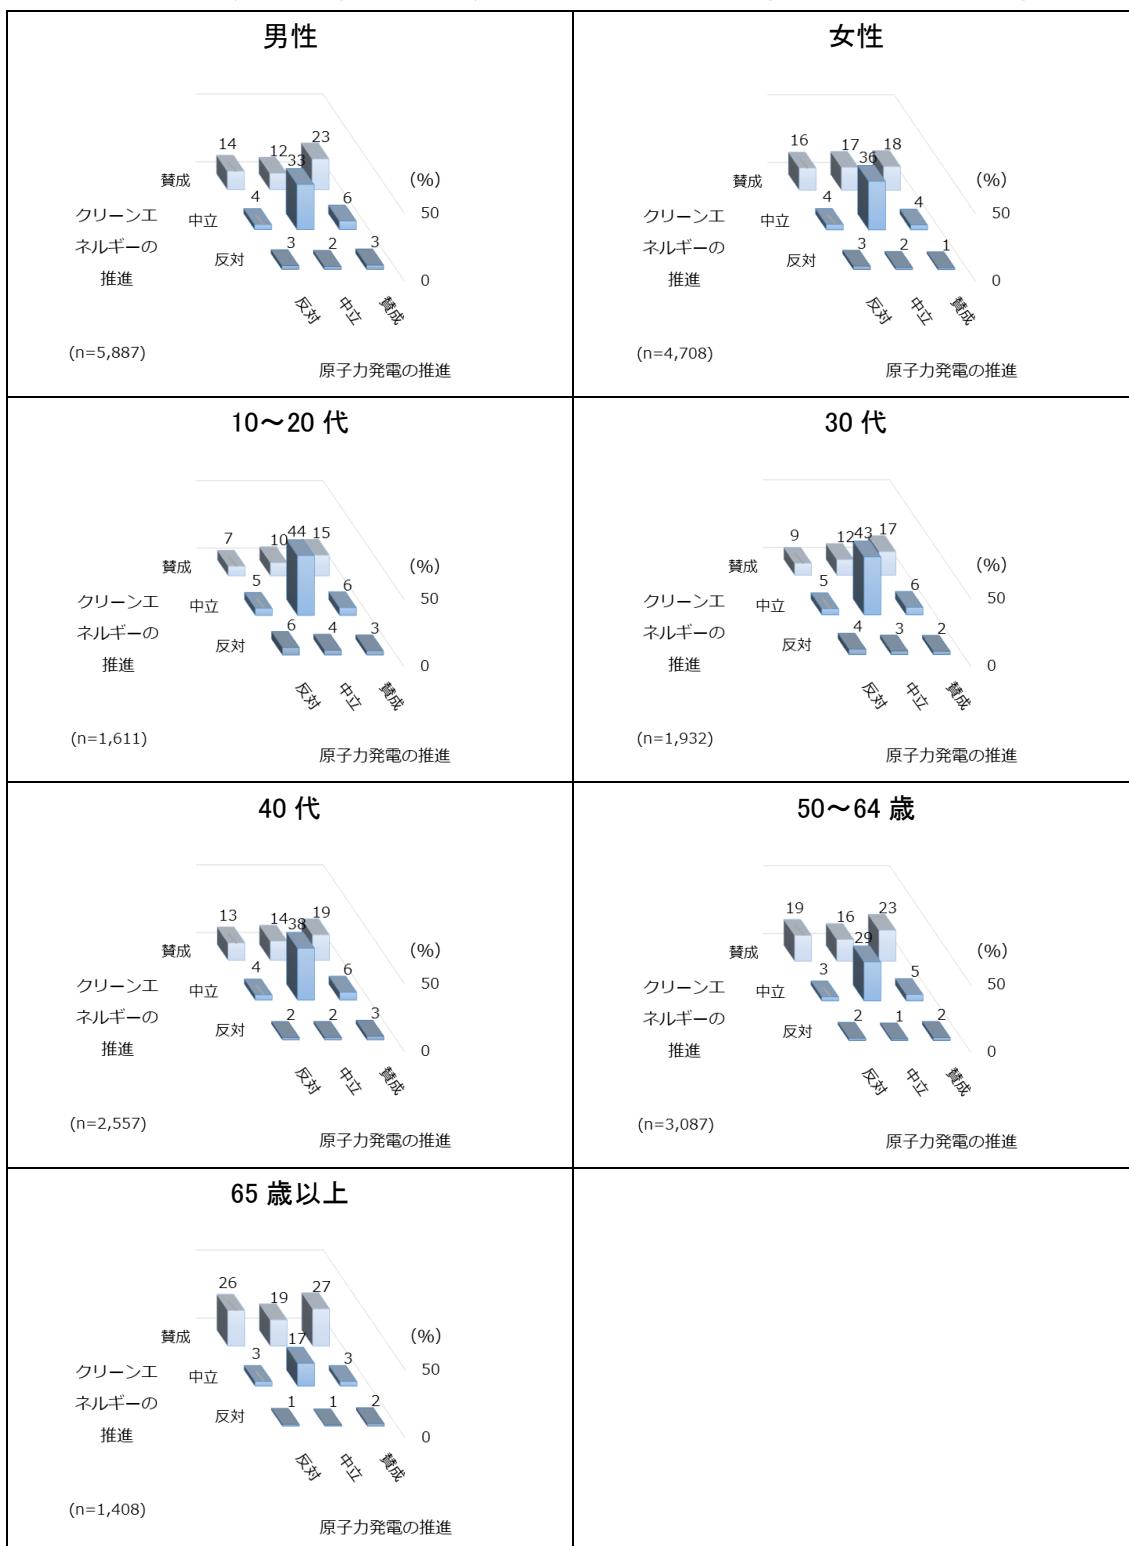 男性
14
12
23
33
賛成
4
6
(%)
クリーンエ
中立
50
ネルギーの
3
2
3
反対
推進
0
反対
中立
賛成
(n=5,887)
原子力発電の推進
女性
16
17
18
36
賛成
4
4
(%)
クリーンエ
中立
50
ネルギーの
3
2
1
反対
推進
0
反対
中立
賛成
(n=4,708)
原子力発電の推進
10～20 代
7
10
44
15
賛成
5
6
(%)
クリーンエ
中立
50
ネルギーの
6
4
3
反対
推進
0
反対
中立
賛成
(n=1,611)
原子力発電の推進
30 代
9
12
43
17
賛成
5
6
(%)
クリーンエ
中立
50
ネルギーの
4
3
2
反対
推進
0
反対
中立
賛成
(n=1,932)
原子力発電の推進
40 代
13
14
38
19
賛成
4
6
(%)
クリーンエ
中立
50
ネルギーの
2
2
3
反対
推進
0
反対
中立
賛成
(n=2,557)
原子力発電の推進
50～64 歳
19
16
23
29
賛成
3
5
(%)
クリーンエ
中立
50
ネルギーの
2
1
2
反対
推進
0
反対
中立
賛成
(n=3,087)
原子力発電の推進
65 歳以上
26
19
27
17
賛成
3
3
(%)
クリーンエ
中立
50
ネルギーの
1
1
2
反対
推進
0
反対
中立
賛成
(n=1,408)
原子力発電の推進